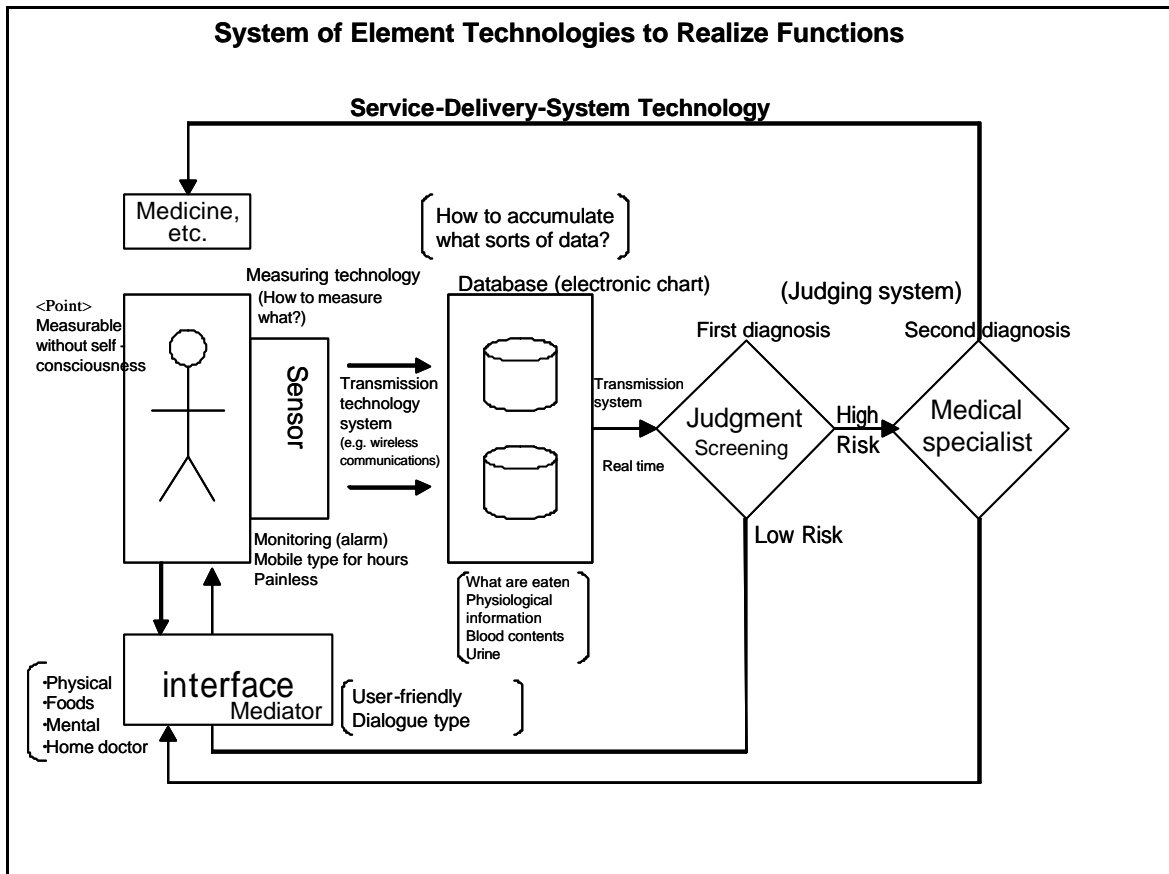 System of Element Technologies to Realize Functions
Service-Delivery-System Technology
Medicine,
etc.
How to accumulate
what sorts of data?
Measuring technology
(How to measure
what?)
Database (electronic chart)
(Judging system)
<Point>
Measurable
without self -
consciousness
First diagnosis
Second diagnosis
Sensor
Transmission
technology
system
(e.g. wireless
communications)
Transmission
system
Real time
Judgment
Screening
High
Risk
Medical
specialist
Low Risk
Monitoring (alarm)
Mobile type for hours
Painless
What are eaten
Physiological
information
Blood contents
Urine
interface
Mediator
·Physical
·Foods
·Mental
·Home doctor
User-friendly
Dialogue type